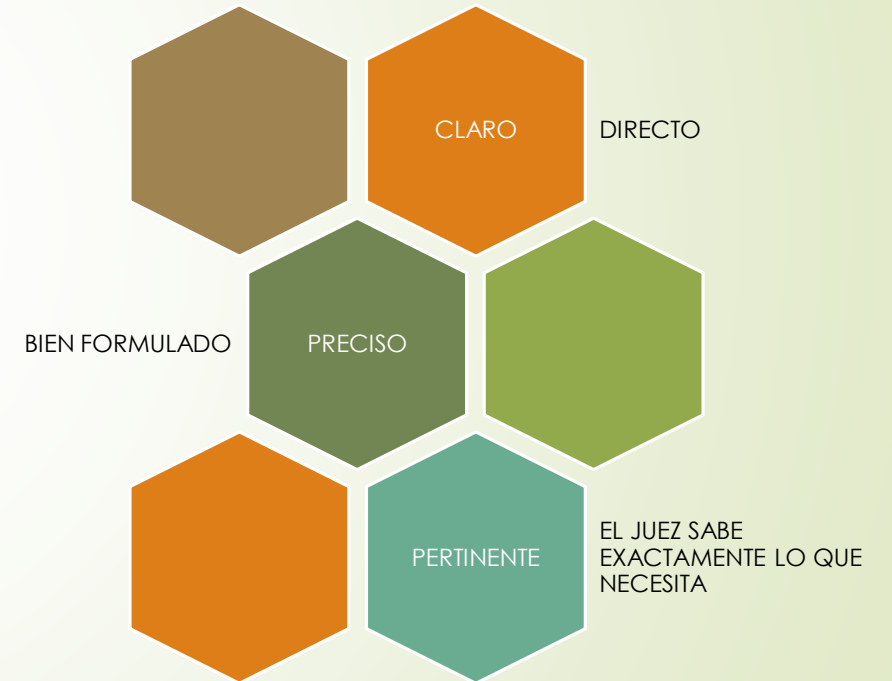 CLARO
DIRECTO
BIEN FORMULADO
PRECISO
PERTINENTE
EL JUEZ SABE
EXACTAMENTE LO QUE
NECESITA